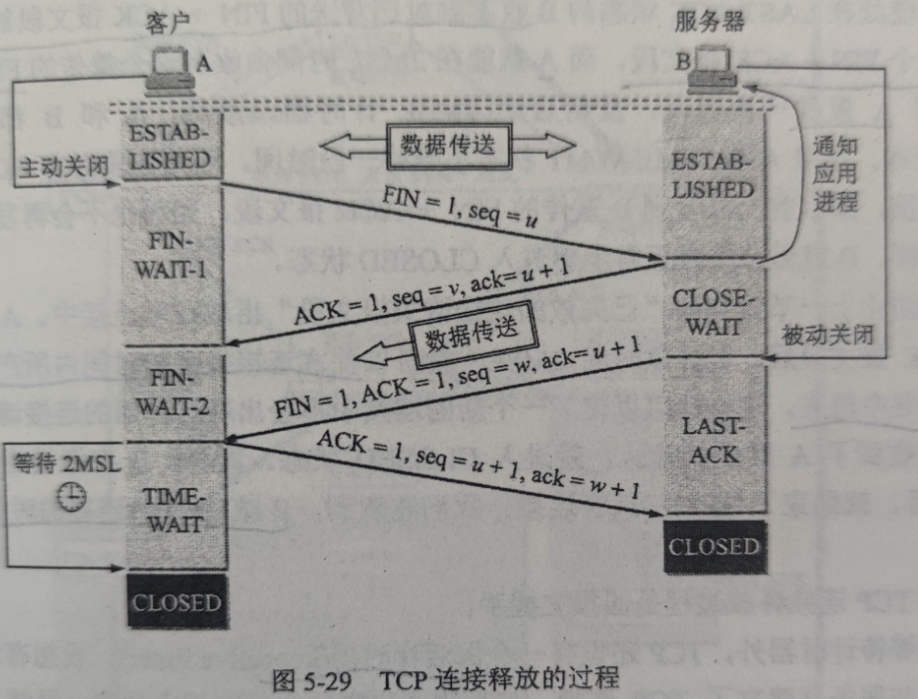 客户
服务器
A
B
ESTAB-
LISHED
数据传送
ESTAB-
LISHED
通知
应用
进程
主动关闭
FIN = 1, seq = u
FIN-
WAIT-1
ACK = 1, seq = v, ack= u + 1
CLOSE-
WAIT
数据传送
被动关闭
FIN-
WAIT-2
FIN = 1, ACK = 1, seq = w, ack= u + 1
LAST-
ACK
ACK = 1, seq = u + 1, ack = w + 1
等待 2MSL
TIME-
WAIT
CLOSED
CLOSED
图 5-29 TCP 连接释放的过程